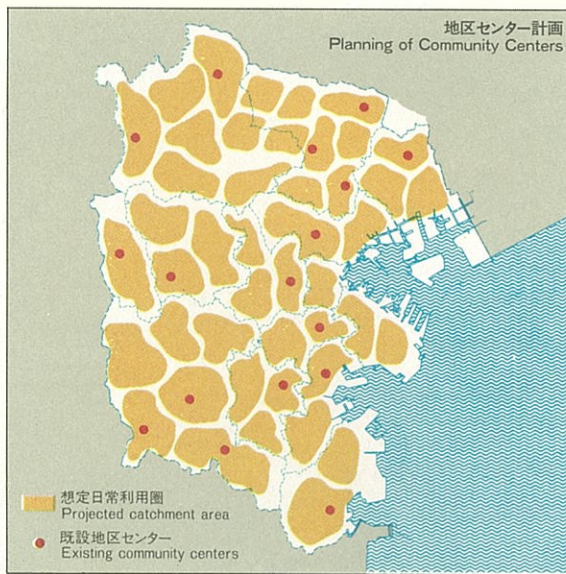 地区センター計画
Planning of Community Centers
想定日常利用圏
Projected catchment area
既設地区センター
Existing community centers